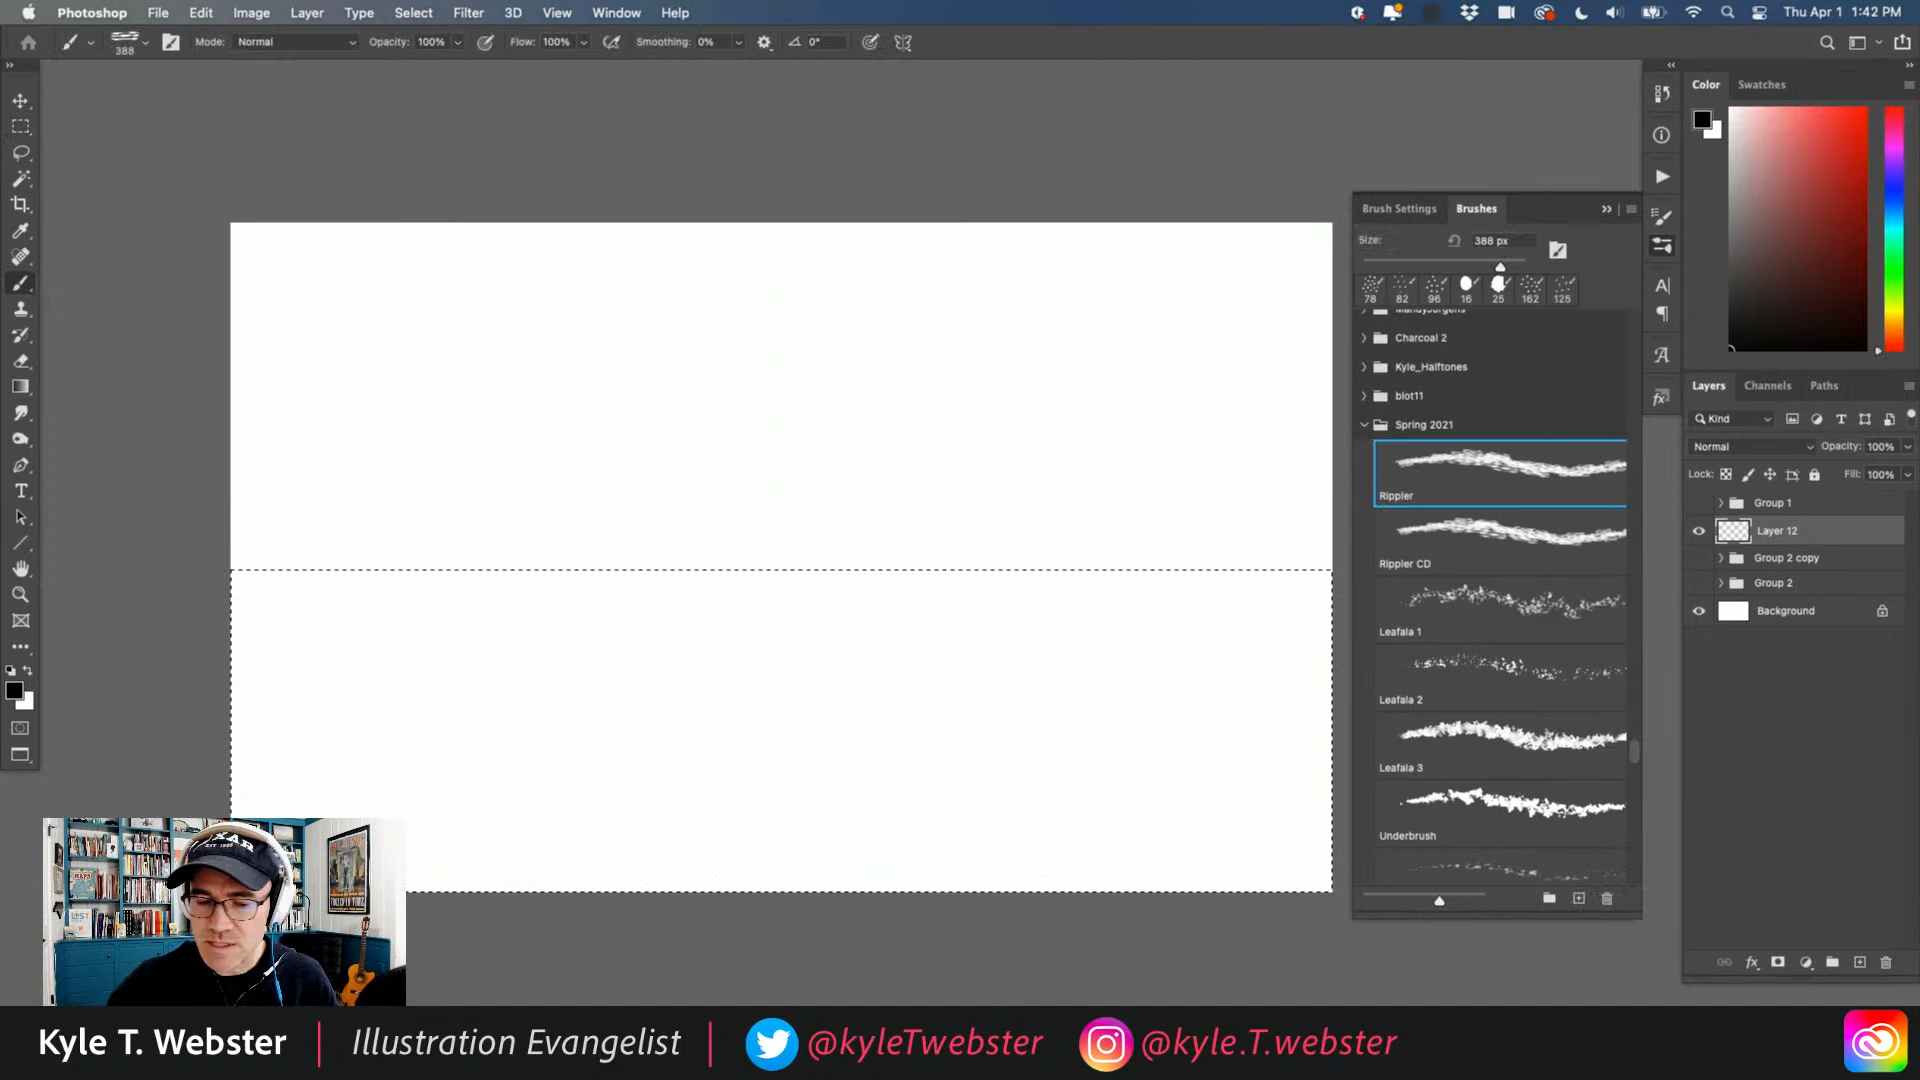 Photoshop File Edit Image Layer Type Select Filter 3D View Window Help Thu Apr 1 1:42 PM
388 Mode: Normal Opacity: 100% Flow: 100% Smoothing: 0% 0°
Color Swatches
Brush Settings Brushes
Size: 388 px
78 82 96 16 25 162 125
Charcoal 2
Kyle_Halftones
blot11
Spring 2021
Rippler
Rippler CD
Leafala 1
Leafala 2
Leafala 3
Underbrush
Layers Channels Paths
Kind
Normal Opacity: 100%
Lock: Fill: 100%
Group 1
Layer 12
Group 2 copy
Group 2
Background
Kyle T. Webster | Illustration Evangelist | @kyleTwebster @kyle.T.webster